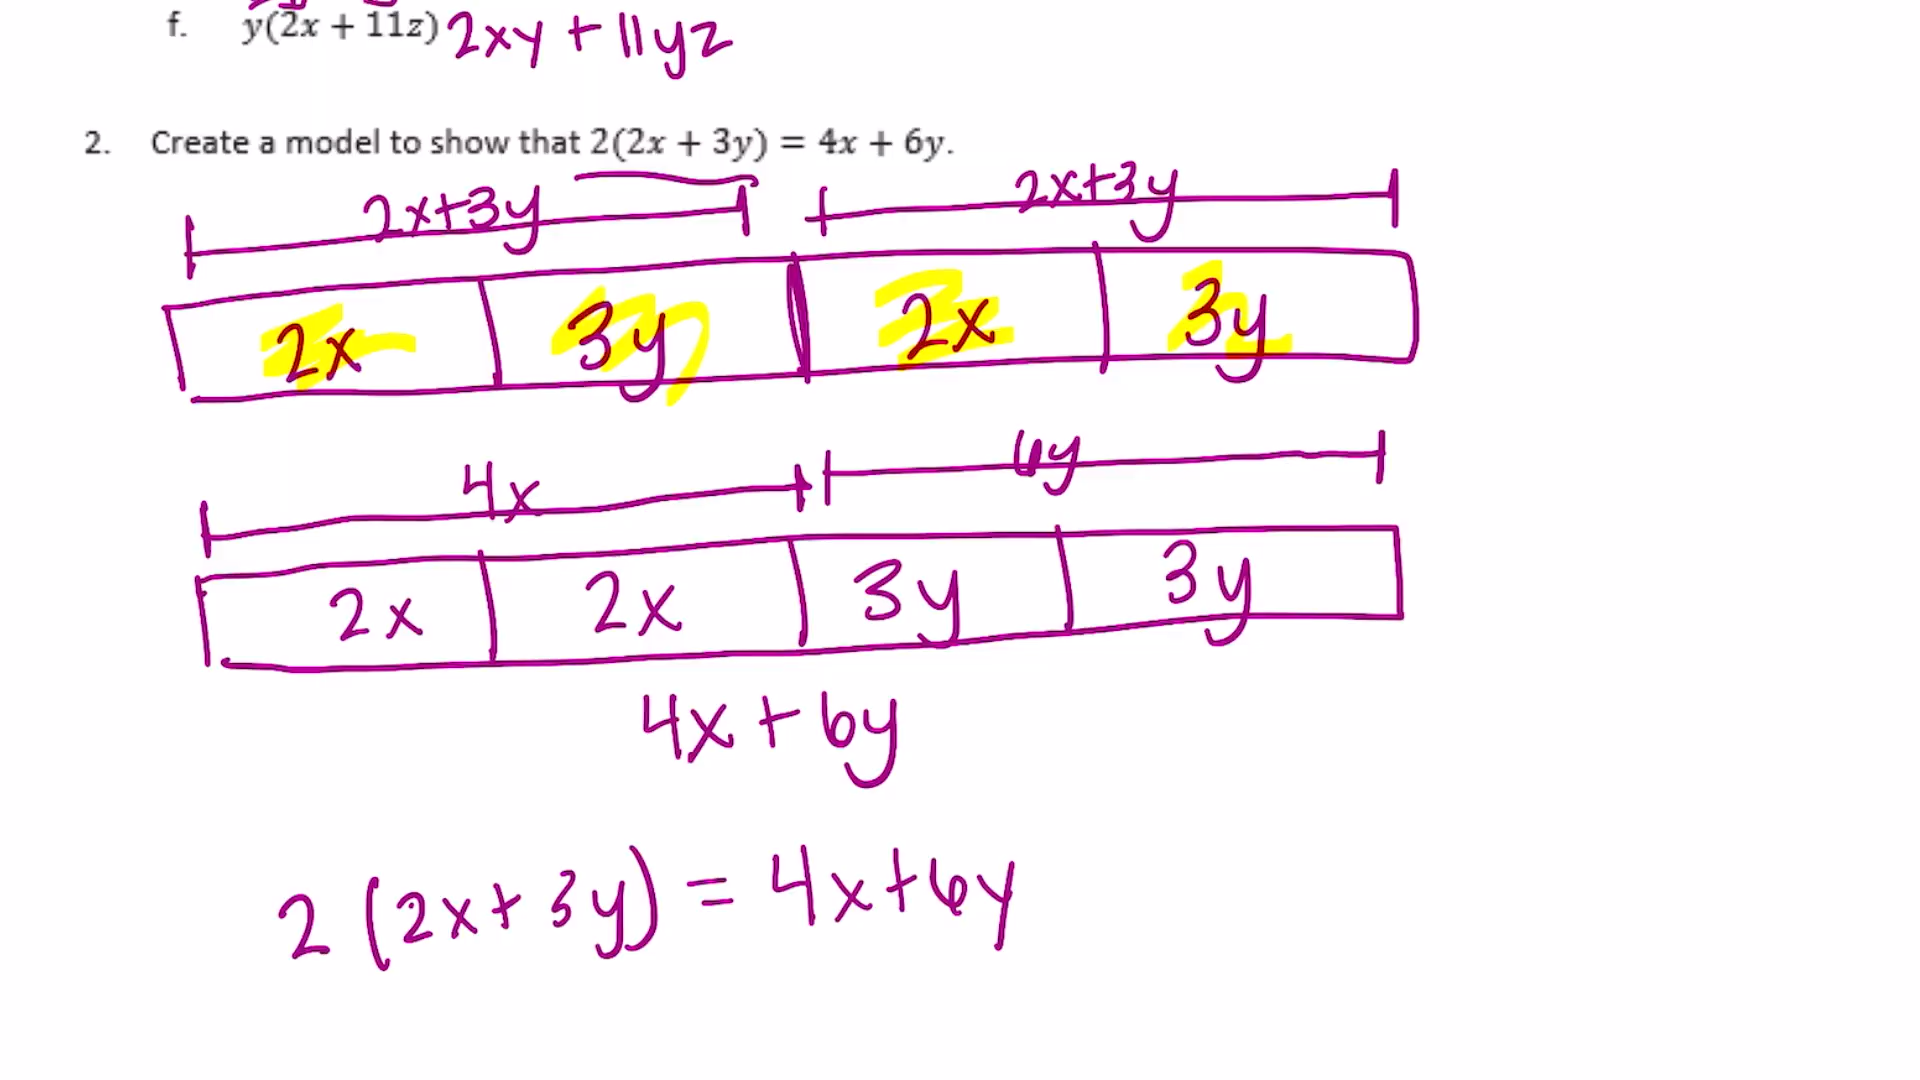 f. y(2x + 11z) 2xy + 11yz
2. Create a model to show that 2(2x + 3y) = 4x + 6y.
2x+3y 2x+3y
2x 3y 2x 3y
4x 6y
2x 2x 3y 3y
4x + 6y
2 (2x + 3y) = 4x + 6y